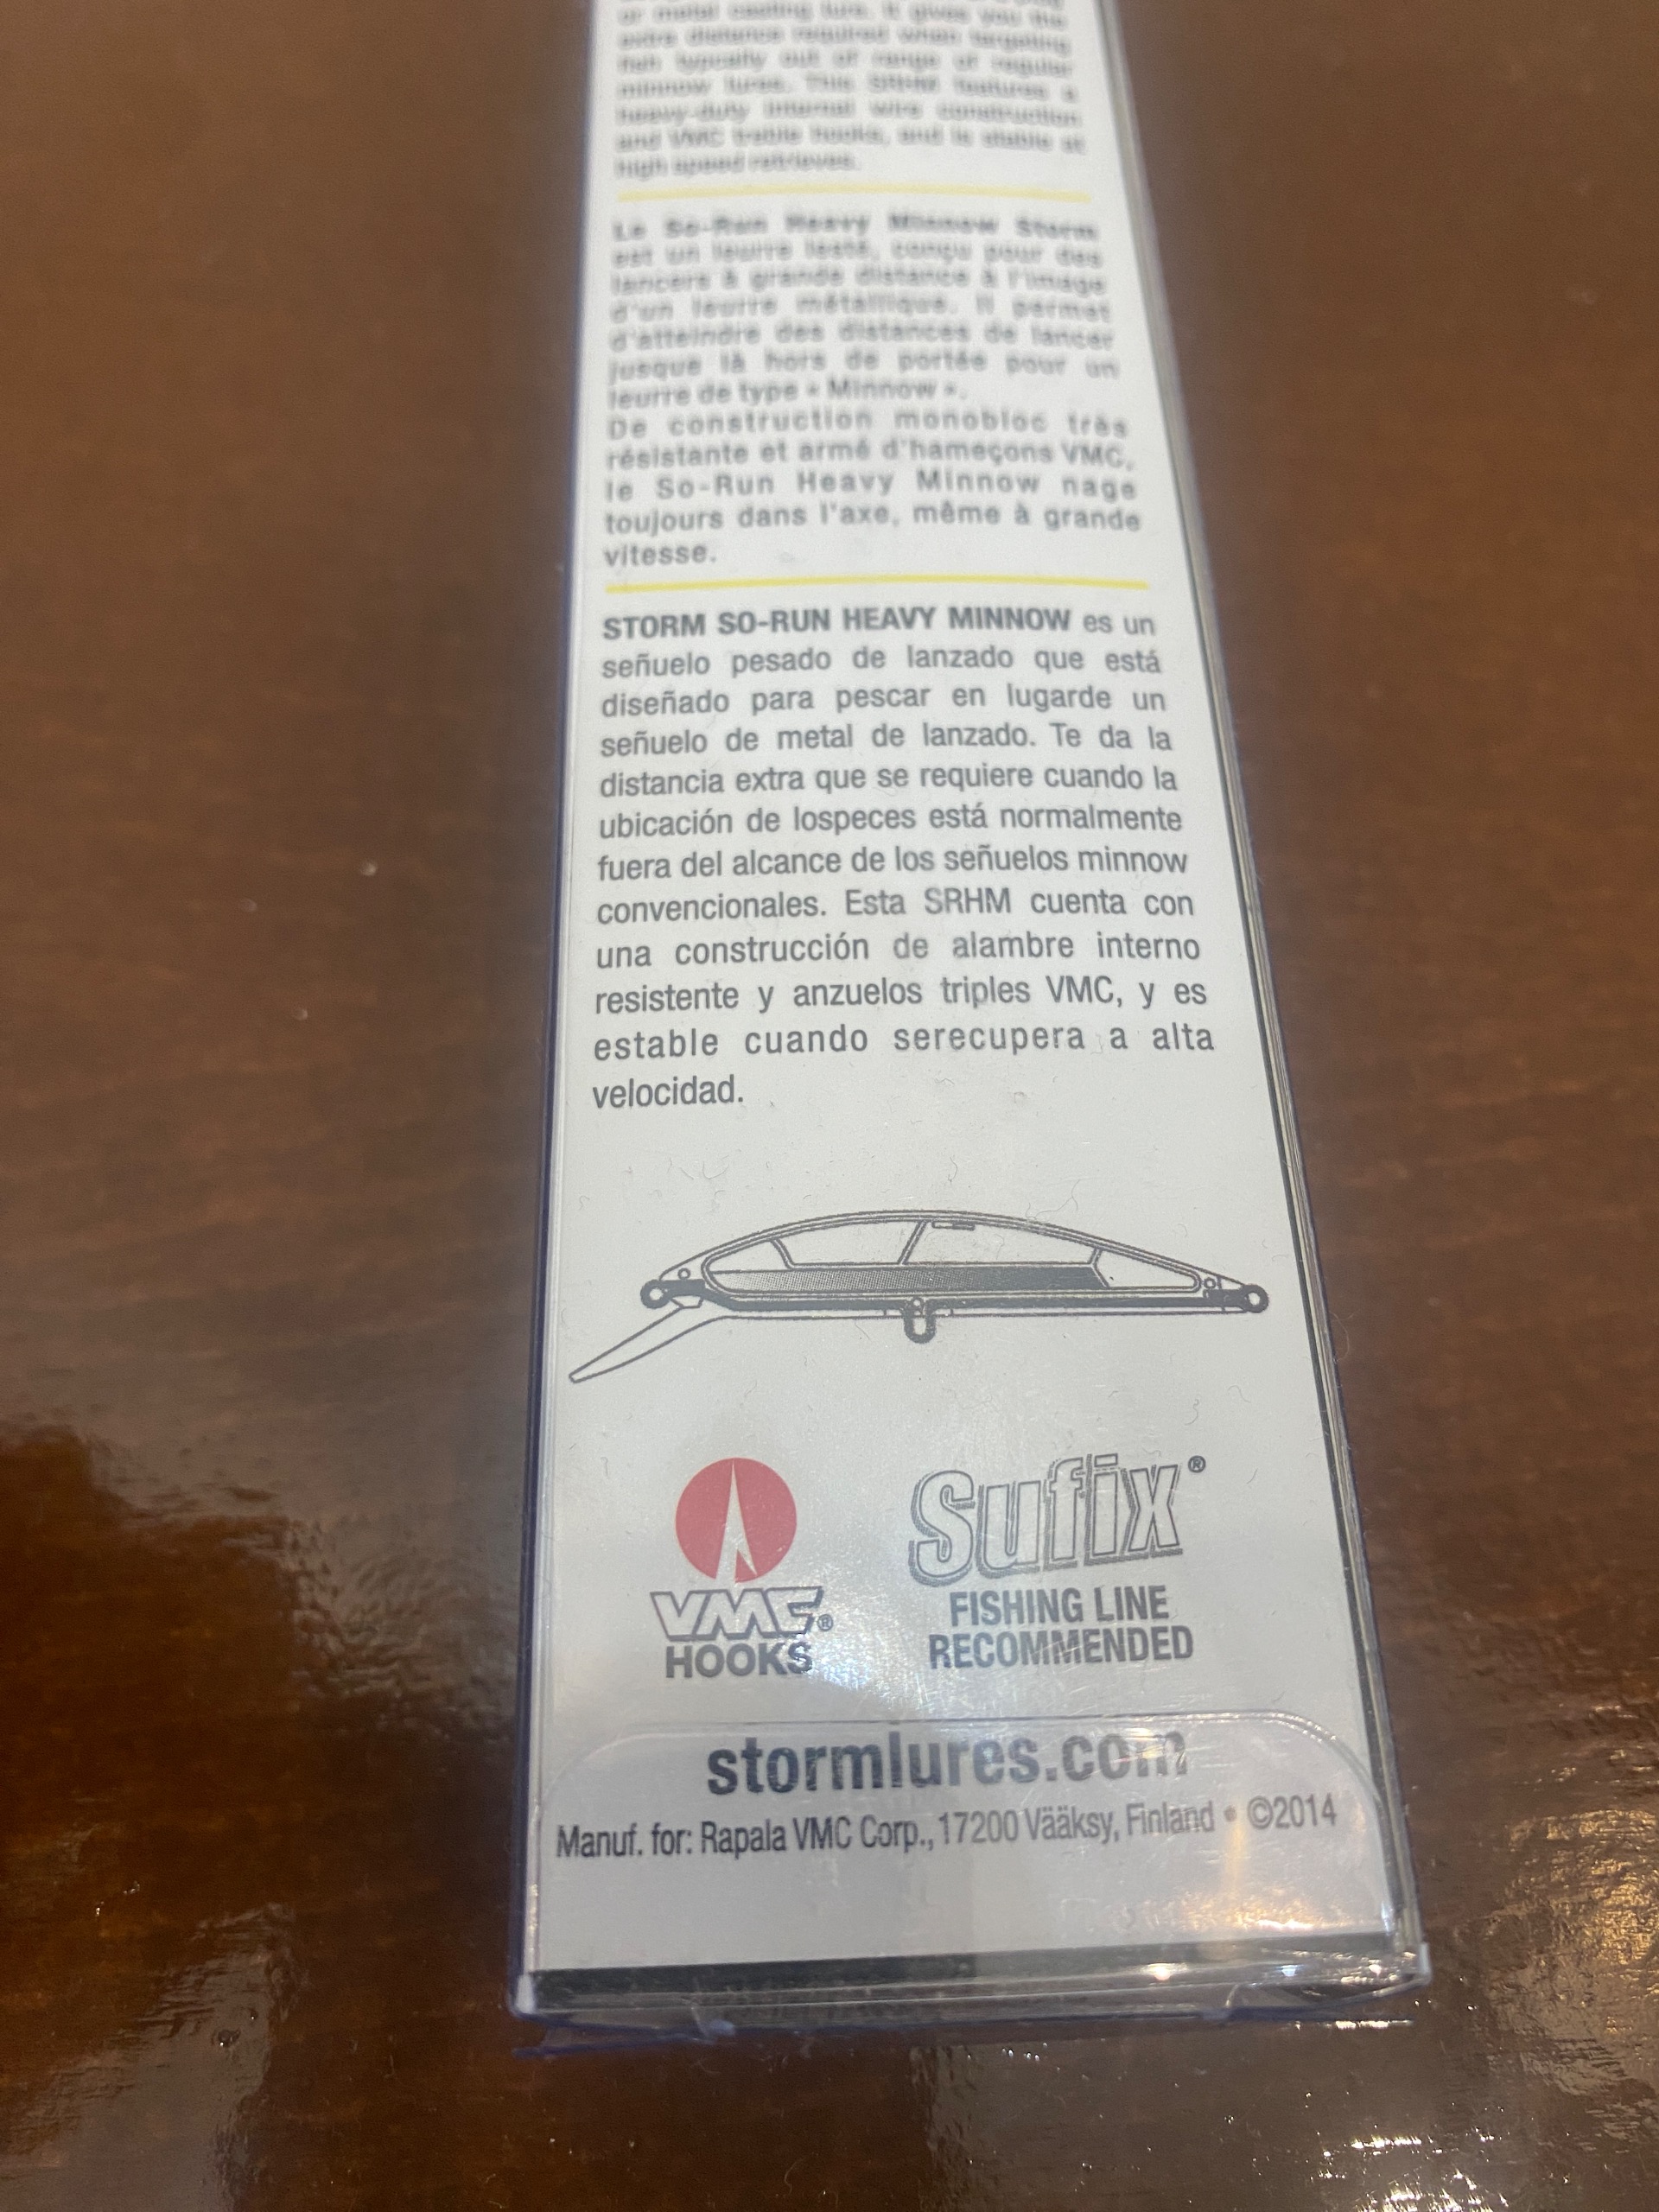 or metal casting lure. It gives you the
extra distance required when targeting
fish typically out of range of regular
minnow lures. This SRHM features a
heavy-duty internal wire construction
and VMC treble hooks, and is stable at
high speed retrieves.
Le So-Run Heavy Minnow Storm
est un leurre lesté, conçu pour des
lancers à grande distance à l'image
d'un leurre métallique. Il permet
d'atteindre des distances de lancer
jusque là hors de portée pour un
leurre de type « Minnow ».
De construction monobloc très
résistante et armé d'hameçons VMC,
le So-Run Heavy Minnow nage
toujours dans l'axe, même à grande
vitesse.
STORM SO-RUN HEAVY MINNOW es un
señuelo pesado de lanzado que está
diseñado para pescar en lugarde un
señuelo de metal de lanzado. Te da la
distancia extra que se requiere cuando la
ubicación de lospeces está normalmente
fuera del alcance de los señuelos minnow
convencionales. Esta SRHM cuenta con
una construcción de alambre interno
resistente y anzuelos triples VMC, y es
estable cuando serecupera a alta
velocidad.
VMC®
HOOKS
Sufix®
FISHING LINE
RECOMMENDED
stormlures.com
Manuf. for: Rapala VMC Corp., 17200 Vääksy, Finland • ©2014